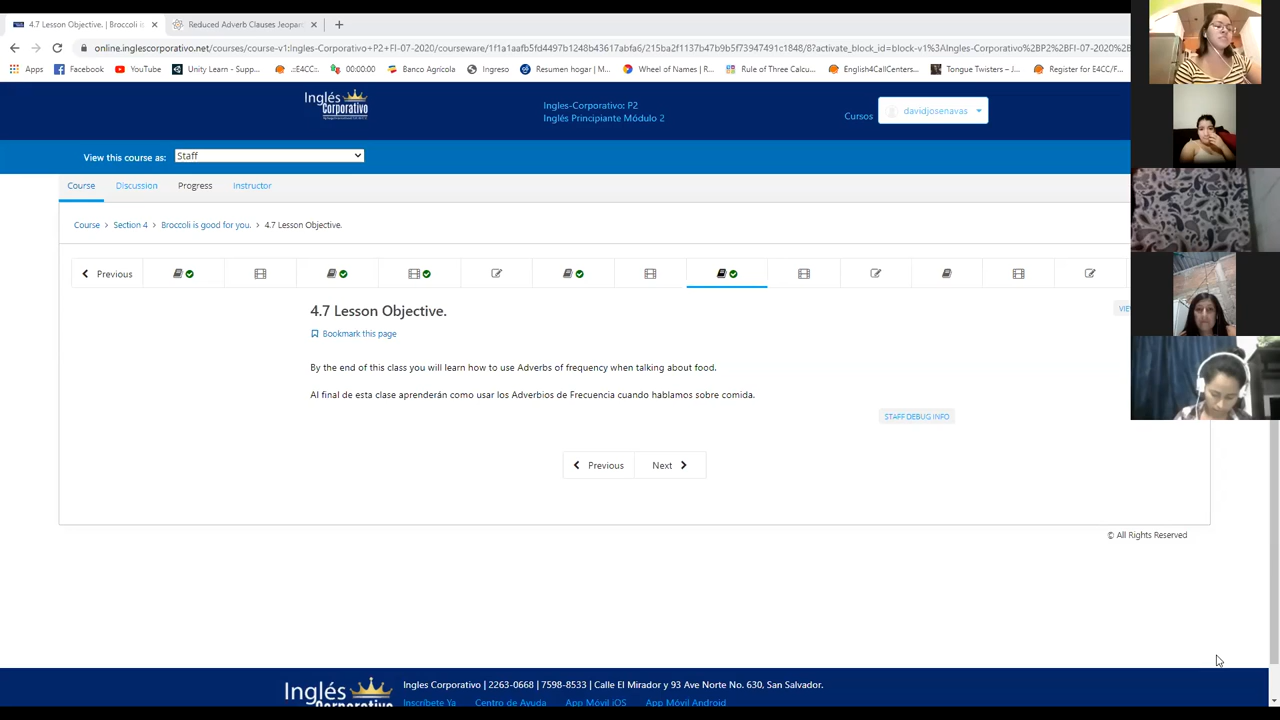 4.7 Lesson Objective. | Broccoli is
Reduced Adverb Clauses Jeopar
online.inglescorporativo.net/courses/course-v1:Ingles-Corporativo+P2+FI-07-2020/courseware/1f1a1aafb5fd4497b1248b43617abfa6/215ba2f1137b47b9b5f73947491c1848/8?activate_block_id=block-v1%3AIngles-Corporativo%2BP2%2BFI-07-2020%2B
Apps Facebook YouTube Unity Learn - Supp... .::E4CC:. 00:00:00 Banco Agrícola Ingreso Resumen hogar | M... Wheel of Names | R... Rule of Three Calcu... English4CallCenters... Tongue Twisters – J... Register for E4CC/F...
Inglés Corporativo
Ingles-Corporativo: P2
Inglés Principiante Módulo 2
Cursos davidjosenavas
View this course as: Staff
Course Discussion Progress Instructor
Course > Section 4 > Broccoli is good for you. > 4.7 Lesson Objective.
Previous
4.7 Lesson Objective.
VIE
Bookmark this page
By the end of this class you will learn how to use Adverbs of frequency when talking about food.
Al final de esta clase aprenderán como usar los Adverbios de Frecuencia cuando hablamos sobre comida.
STAFF DEBUG INFO
Previous Next
© All Rights Reserved
Inglés Corporativo
Ingles Corporativo | 2263-0668 | 7598-8533 | Calle El Mirador y 93 Ave Norte No. 630, San Salvador.
Inscríbete Ya Centro de Ayuda App Móvil iOS App Móvil Android